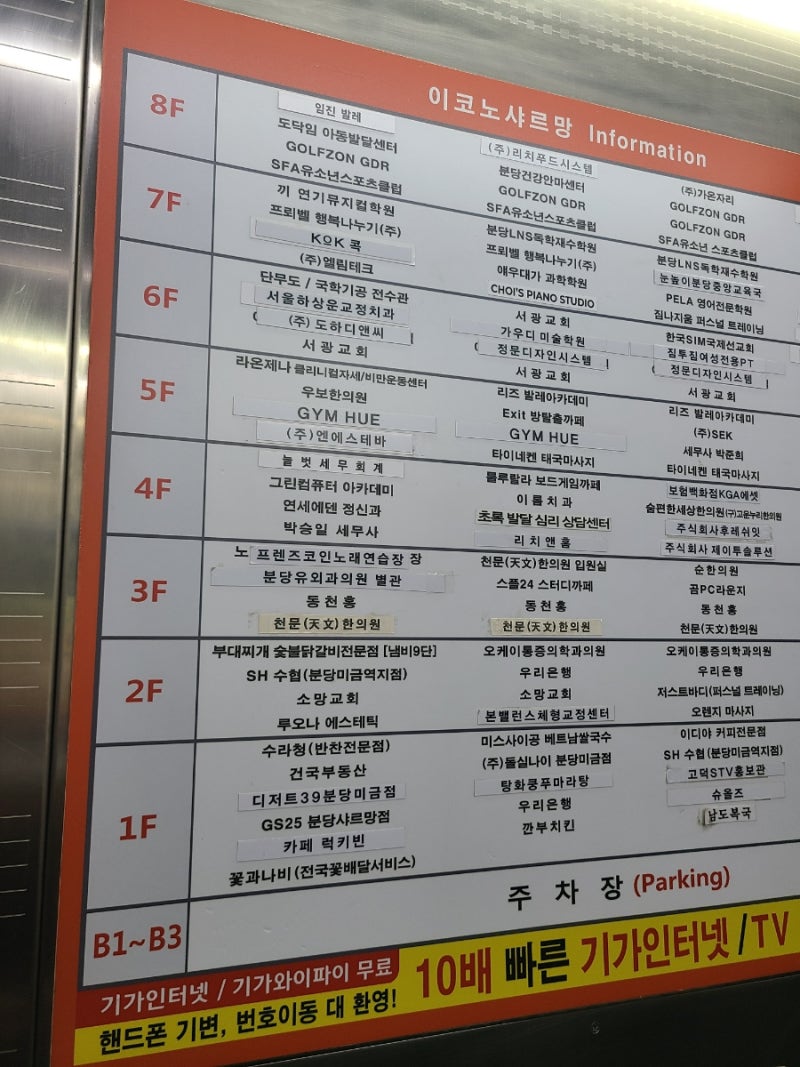 이코노샤르망 Information
8F
임진 발레
도닥임 아동발달센터
GOLFZON GDR
SFA유소년스포츠클럽
(주)리치푸드시스템
분당건강안마센터
GOLFZON GDR
SFA유소년스포츠클럽
(주)가온자리
GOLFZON GDR
GOLFZON GDR
SFA유소년 스포츠클럽
7F
끼 연기뮤지컬학원
프뢰벨 행복나누기(주)
KΩK 콕
(주)엘림테크
분당LNS독학재수학원
프뢰벨 행복나누기(주)
얘우대가 과학학원
CHOI'S PIANO STUDIO
분당LNS독학재수학원
눈높이분당중앙교육국
PELA 영어전문학원
짐나지움 퍼스널 트레이닝
6F
단무도 / 국학기공 전수관
서울하상운교정치과
(주) 도하디앤씨
서광교회
서광교회
가우디 미술학원
정문디자인시스템
서광교회
한국SIM국제선교회
짐투짐여성전용PT
정문디자인시스템
서광교회
5F
라온제나 클리니컬자세/비만운동센터
우보한의원
GYM HUE
(주)엔에스테바
리즈 발레아카데미
Exit 방탈출까페
GYM HUE
타이네켄 태국마사지
리즈 발레아카데미
(주)SEK
세무사 박준희
타이네켄 태국마사지
4F
늘벗세무회계
그린컴퓨터 아카데미
연세에덴 정신과
박승일 세무사
룰루랄라 보드게임까페
이룸치과
초록 발달 심리 상담센터
리치앤홈
보험백화점KGA에셋
숨편한세상한의원(구)고운누리한의원
주식회사후레쉬잇
주식회사 제이투솔루션
3F
노 프렌즈코인노래연습장 장
분당유외과의원 별관
동천홍
천문(天文)한의원
천문(天文)한의원 입원실
스플24 스터디까페
동천홍
천문(天文)한의원
순한의원
곰PC라운지
동천홍
천문(天文)한의원
2F
부대찌개 숯불닭갈비전문점 [냄비9단]
SH 수협(분당미금역지점)
소망교회
루오나 에스테틱
오케이통증의학과의원
우리은행
소망교회
본밸런스체형교정센터
오케이통증의학과의원
우리은행
저스트바디(퍼스널 트레이닝)
오렌지 마사지
1F
수라청(반찬전문점)
건국부동산
디저트39분당미금점
GS25 분당샤르망점
카페 럭키빈
꽃과나비(전국꽃배달서비스)
미스사이공 베트남쌀국수
(주)돌실나이 분당미금점
탕화쿵푸마라탕
우리은행
깐부치킨
이디야 커피전문점
SH 수협(분당미금역지점)
고덕STV홍보관
슈올즈
남도복국
B1~B3
주차장 (Parking)
기가인터넷 / 기가와이파이 무료
핸드폰 기변, 번호이동 대 환영!
10배 빠른 기가인터넷/TV